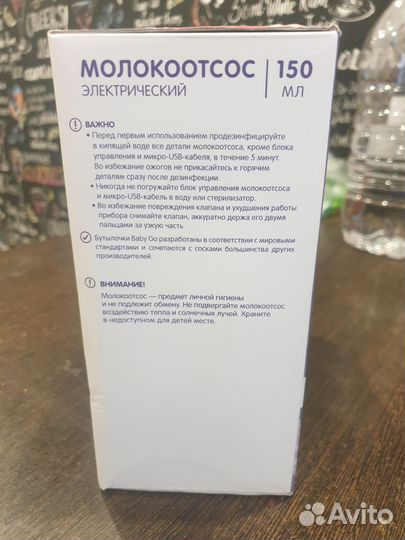 МОЛОКООТСОС | 150
ЭЛЕКТРИЧЕСКИЙ МЛ
ВАЖНО
• Перед первым использованием продезинфицируйте
в кипящей воде все детали молокоотсоса, кроме блока
управления и микро-USB-кабеля, в течение 5 минут.
Во избежание ожогов не прикасайтесь к горячим
деталям сразу после дезинфекции.
• Никогда не погружайте блок управления молокоотсоса
и микро-USB-кабель в воду или стерилизатор.
• Во избежание повреждения клапана и ухудшения работы
прибора снимайте клапан, аккуратно держа его двумя
пальцами за узкую часть.
Бутылочки Baby Go разработаны в соответствии с мировыми
стандартами и сочетаются с сосками большинства других
производителей.
ВНИМАНИЕ!
Молокоотсос — предмет личной гигиены
и не подлежит обмену. Не подвергайте молокоотсос
воздействию тепла и солнечных лучей. Храните
в недоступном для детей месте.
Avito